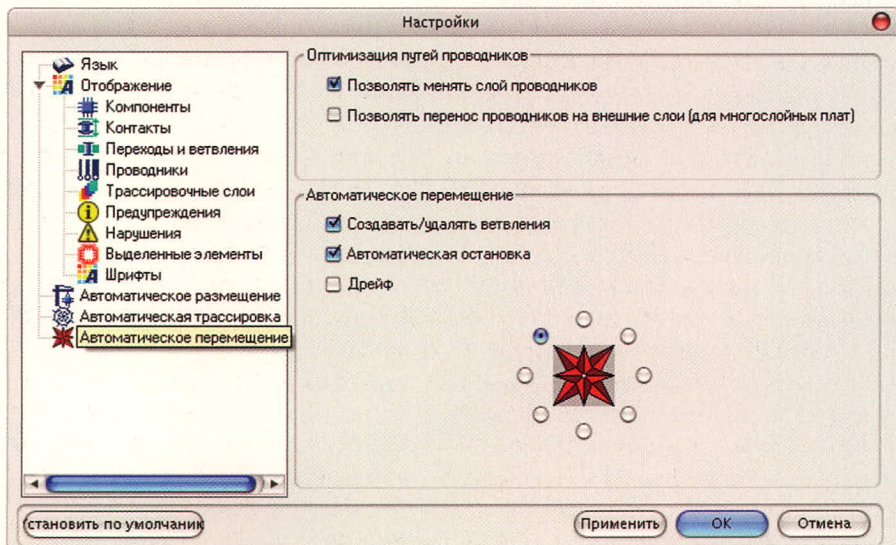 Настройки
Язык
Отображение
Компоненты
Контакты
Переходы и ветвления
Проводники
Трассировочные слои
Предупреждения
Нарушения
Выделенные элементы
Шрифты
Автоматическое размещение
Автоматическая трассировка
Автоматическое перемещение
Оптимизация путей проводников
Позволять менять слой проводников
Позволять перенос проводников на внешние слои (для многослойных плат)
Автоматическое перемещение
Создавать/удалять ветвления
Автоматическая остановка
Дрейф
становить по умолчани
Применить
OK
Отмена